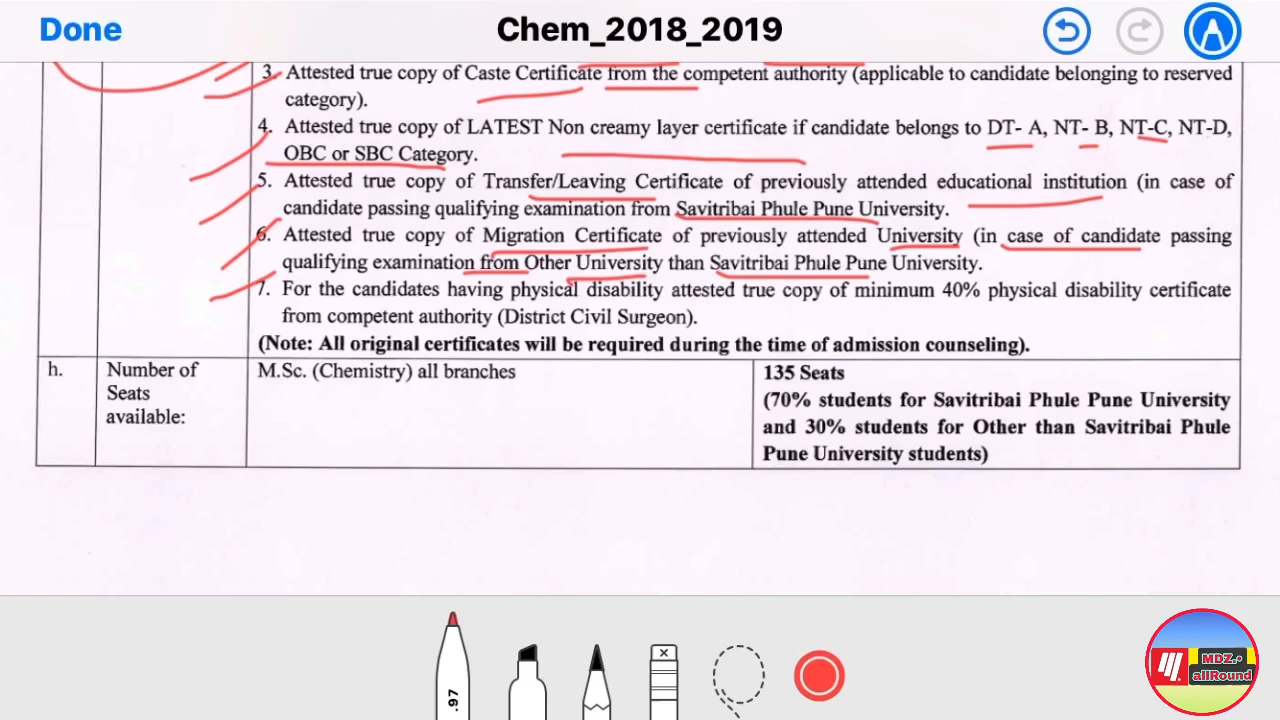 Done
Chem_2018_2019
3. Attested true copy of Caste Certificate from the competent authority (applicable to candidate belonging to reserved
category).
4. Attested true copy of LATEST Non creamy layer certificate if candidate belongs to DT- A, NT- B, NT-C, NT-D,
OBC or SBC Category.
5. Attested true copy of Transfer/Leaving Certificate of previously attended educational institution (in case of
candidate passing qualifying examination from Savitribai Phule Pune University.
6. Attested true copy of Migration Certificate of previously attended University (in case of candidate passing
qualifying examination from Other University than Savitribai Phule Pune University.
7. For the candidates having physical disability attested true copy of minimum 40% physical disability certificate
from competent authority (District Civil Surgeon).
(Note: All original certificates will be required during the time of admission counseling).
h.
Number of
Seats
available:
M.Sc. (Chemistry) all branches
135 Seats
(70% students for Savitribai Phule Pune University
and 30% students for Other than Savitribai Phule
Pune University students)
.97
MDZ.
allRound